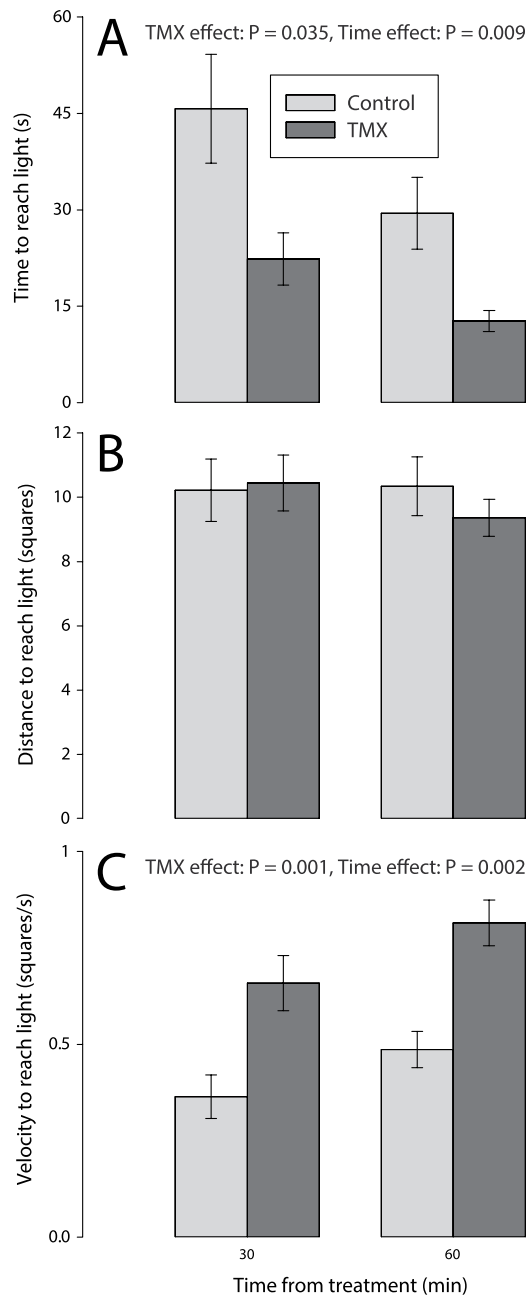 A
TMX effect: P = 0.035, Time effect: P = 0.009
Control
TMX
Time to reach light (s)
60
45
30
15
0
B
Distance to reach light (squares)
12
10
8
6
4
2
0
C
TMX effect: P = 0.001, Time effect: P = 0.002
Velocity to reach light (squares/s)
1
0.5
0.0
30 60
Time from treatment (min)